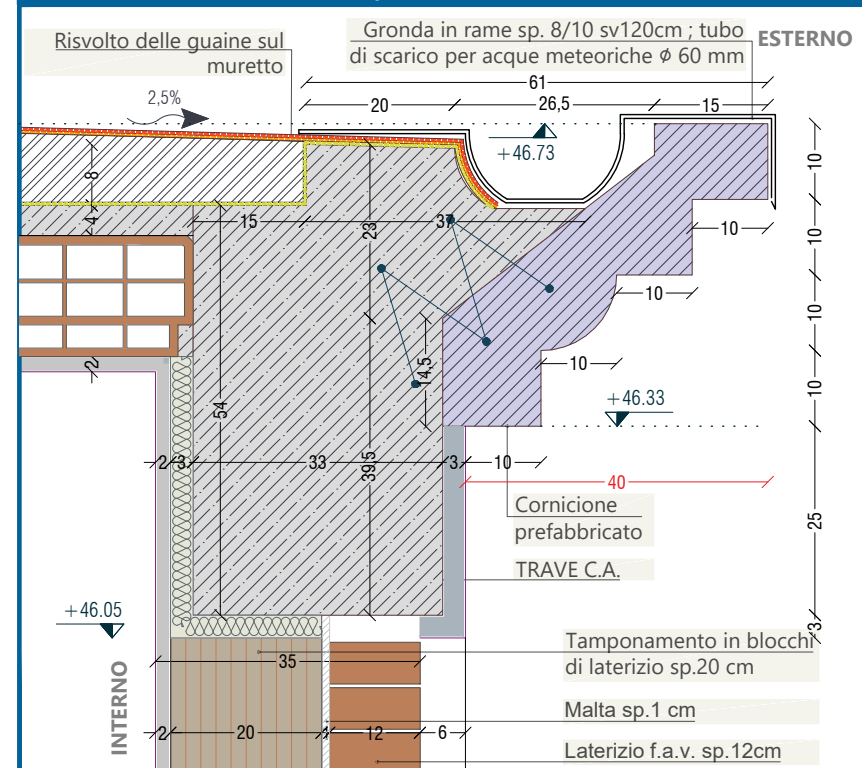 Risvolto delle guaine sul
muretto
Gronda in rame sp. 8/10 sv120cm ; tubo
di scarico per acque meteoriche ϕ 60 mm
ESTERNO
61
2,5%
20
26,5
15
+46.73
10
8
4
15
23
37
10
10
10
10
10
10
2
14,5
54
+46.33
2
3
33
39,5
3
10
40
25
Cornicione
prefabbricato
TRAVE C.A.
+46.05
3
Tamponamento in blocchi
di laterizio sp.20 cm
35
INTERNO
Malta sp.1 cm
2
20
1
12
6
Laterizio f.a.v. sp.12cm